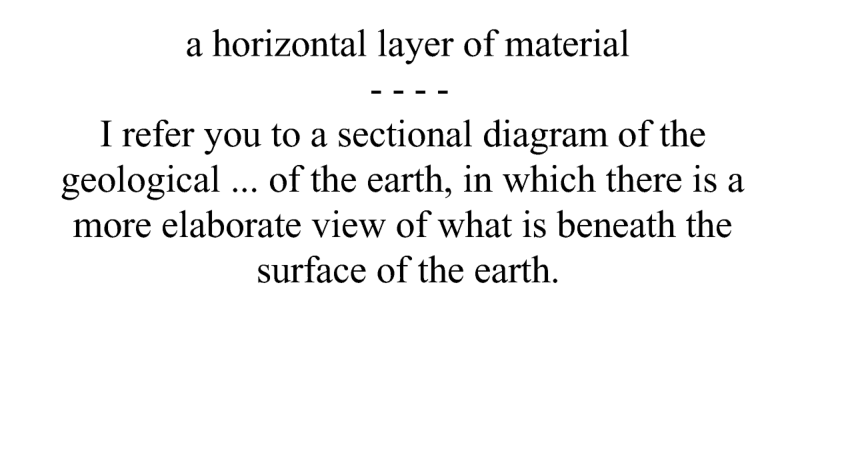 a horizontal layer of material
- - - -
I refer you to a sectional diagram of the
geological ... of the earth, in which there is a
more elaborate view of what is beneath the
surface of the earth.